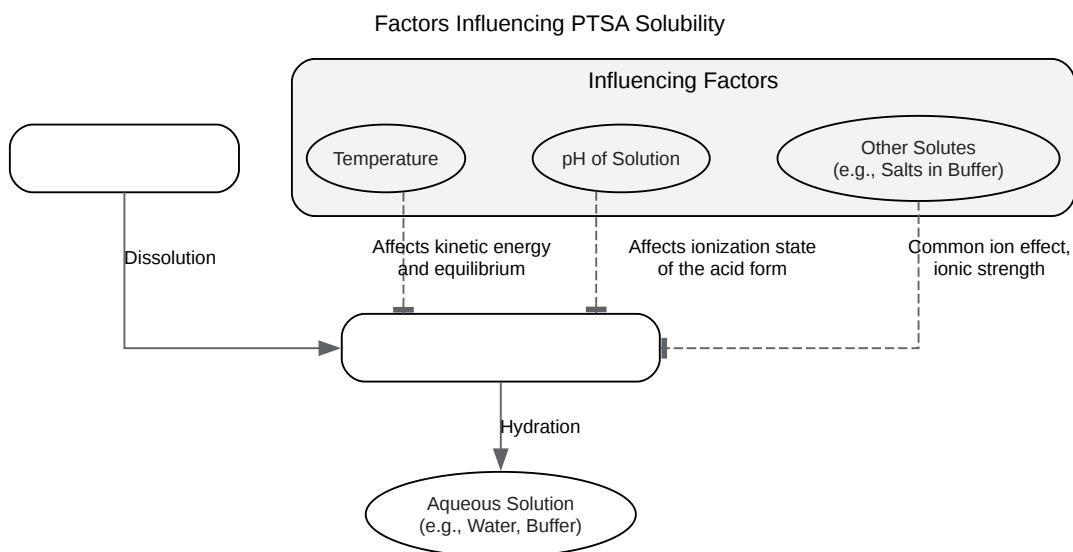 Factors Influencing PTSA Solubility
Influencing Factors
Temperature
pH of Solution
Other Solutes
(e.g., Salts in Buffer)
Dissolution
Affects kinetic energy
and equilibrium
Affects ionization state
of the acid form
Common ion effect,
ionic strength
Hydration
Aqueous Solution
(e.g., Water, Buffer)